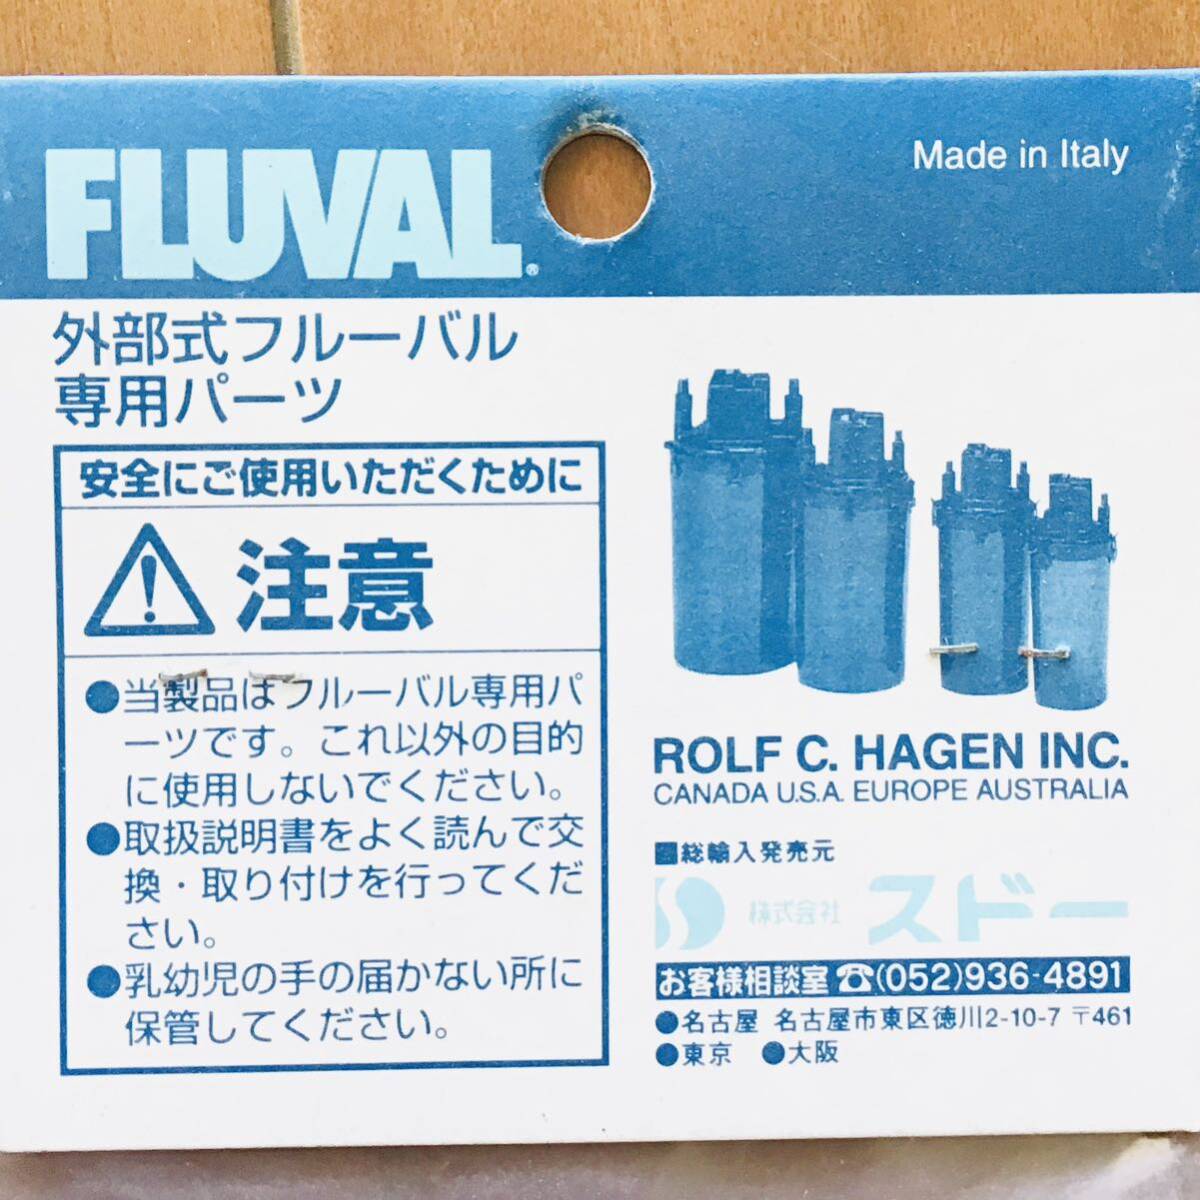 FLUVAL®
Made in Italy
外部式フルーバル
専用パーツ
安全にご使用いただくために
注意
●当製品はフルーバル専用パ
ーツです。これ以外の目的
に使用しないでください。
●取扱説明書をよく読んで交
換・取り付けを行ってくだ
さい。
●乳幼児の手の届かない所に
保管してください。
ROLF C. HAGEN INC.
CANADA U.S.A. EUROPE AUSTRALIA
■総輸入発売元
株式会社 スドー
お客様相談室☎(052)936-4891
●名古屋 名古屋市東区徳川2-10-7 〒461
●東京 ●大阪